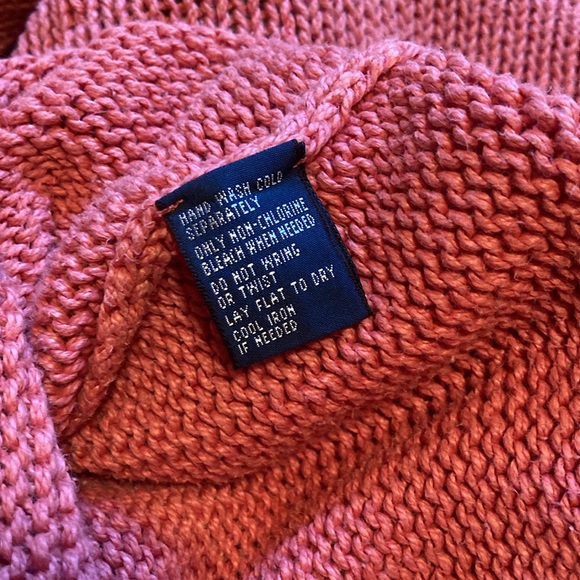 HAND WASH COLD
SEPARATELY
ONLY NON-CHLORINE
BLEACH WHEN NEEDED
DO NOT WRING
OR TWIST
LAY FLAT TO DRY
COOL IRON
IF NEEDED